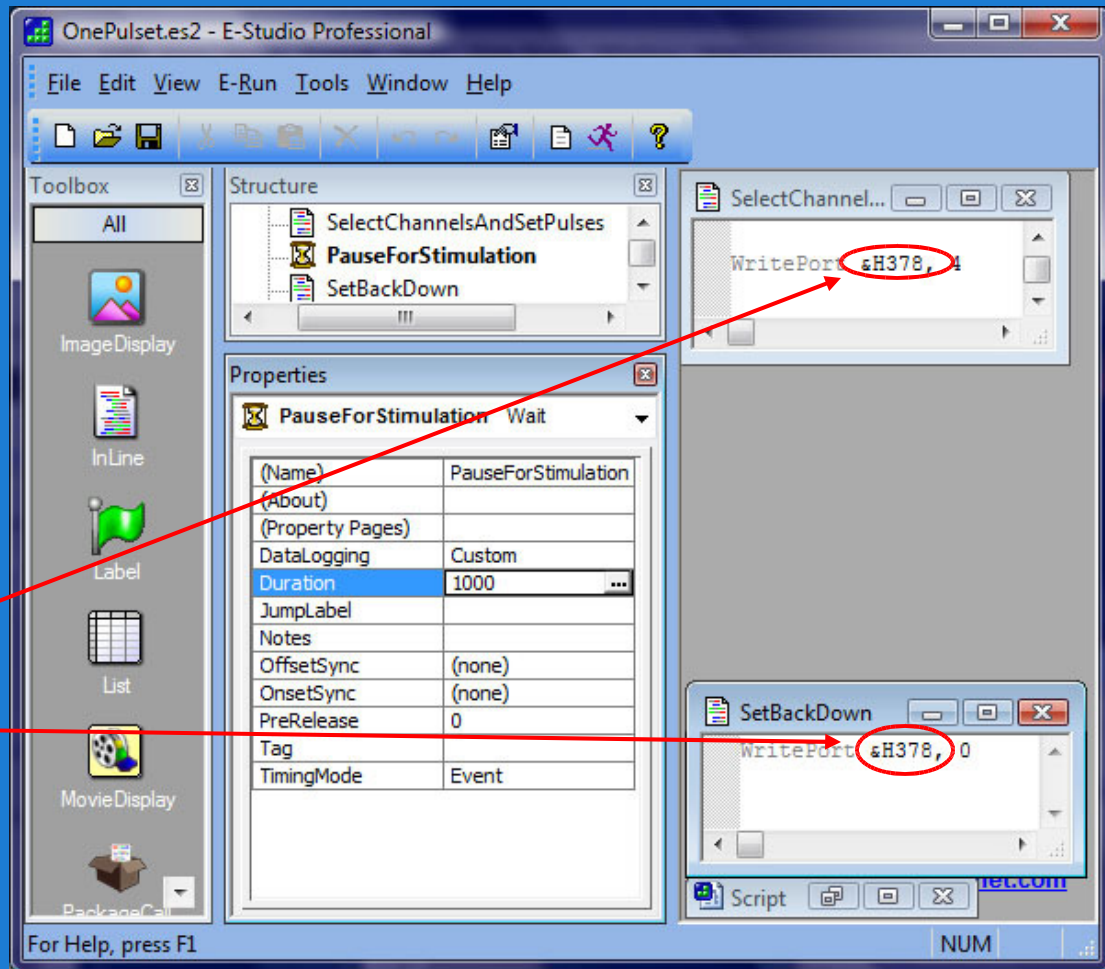 OnePulset.es2 - E-Studio Professional
File Edit View E-Run Tools Window Help
Toolbox
All
ImageDisplay
InLine
Label
List
MovieDisplay
PackageCall
Structure
SelectChannelsAndSetPulses
PauseForStimulation
SetBackDown
Properties
PauseForStimulation Wait
(Name) PauseForStimulation
(About)
(Property Pages)
DataLogging Custom
Duration 1000 ...
JumpLabel
Notes
OffsetSync (none)
OnsetSync (none)
PreRelease 0
Tag
TimingMode Event
SelectChannel...
WritePort &H378, 4
SetBackDown
WritePort &H378, 0
net.com
Script
For Help, press F1 NUM